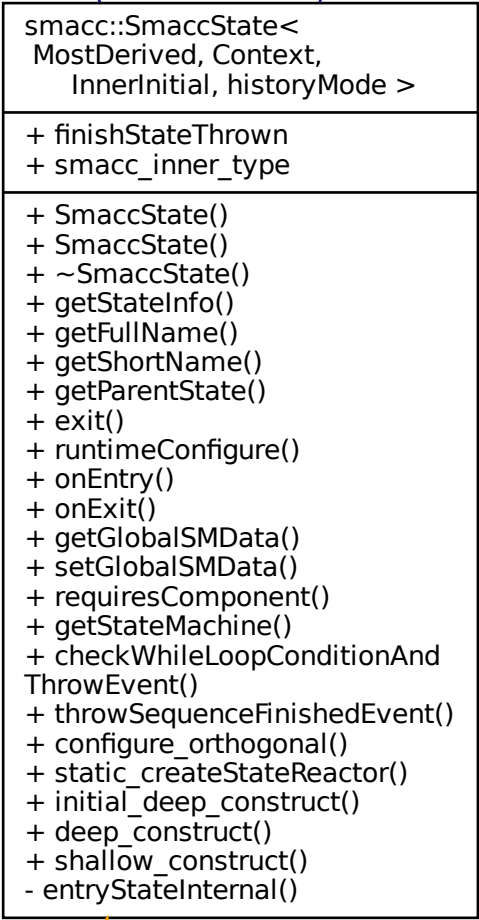 smacc::SmaccState<
MostDerived, Context,
InnerInitial, historyMode >
+ finishStateThrown
+ smacc_inner_type
+ SmaccState()
+ SmaccState()
+ ~SmaccState()
+ getStateInfo()
+ getFullName()
+ getShortName()
+ getParentState()
+ exit()
+ runtimeConfigure()
+ onEntry()
+ onExit()
+ getGlobalSMData()
+ setGlobalSMData()
+ requiresComponent()
+ getStateMachine()
+ checkWhileLoopConditionAnd
ThrowEvent()
+ throwSequenceFinishedEvent()
+ configure_orthogonal()
+ static_createStateReactor()
+ initial_deep_construct()
+ deep_construct()
+ shallow_construct()
- entryStateInternal()